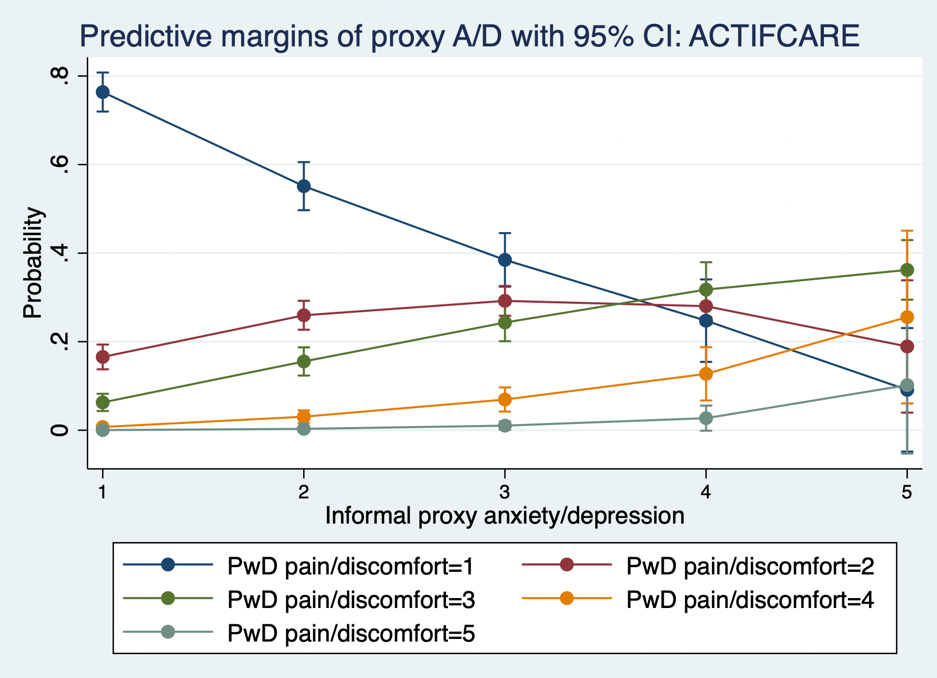 Predictive margins of proxy A/D with 95% CI: ACTIFCARE
Probability
.8
.6
.4
.2
0
1 2 3 4 5
Informal proxy anxiety/depression
PwD pain/discomfort=1 PwD pain/discomfort=2
PwD pain/discomfort=3 PwD pain/discomfort=4
PwD pain/discomfort=5